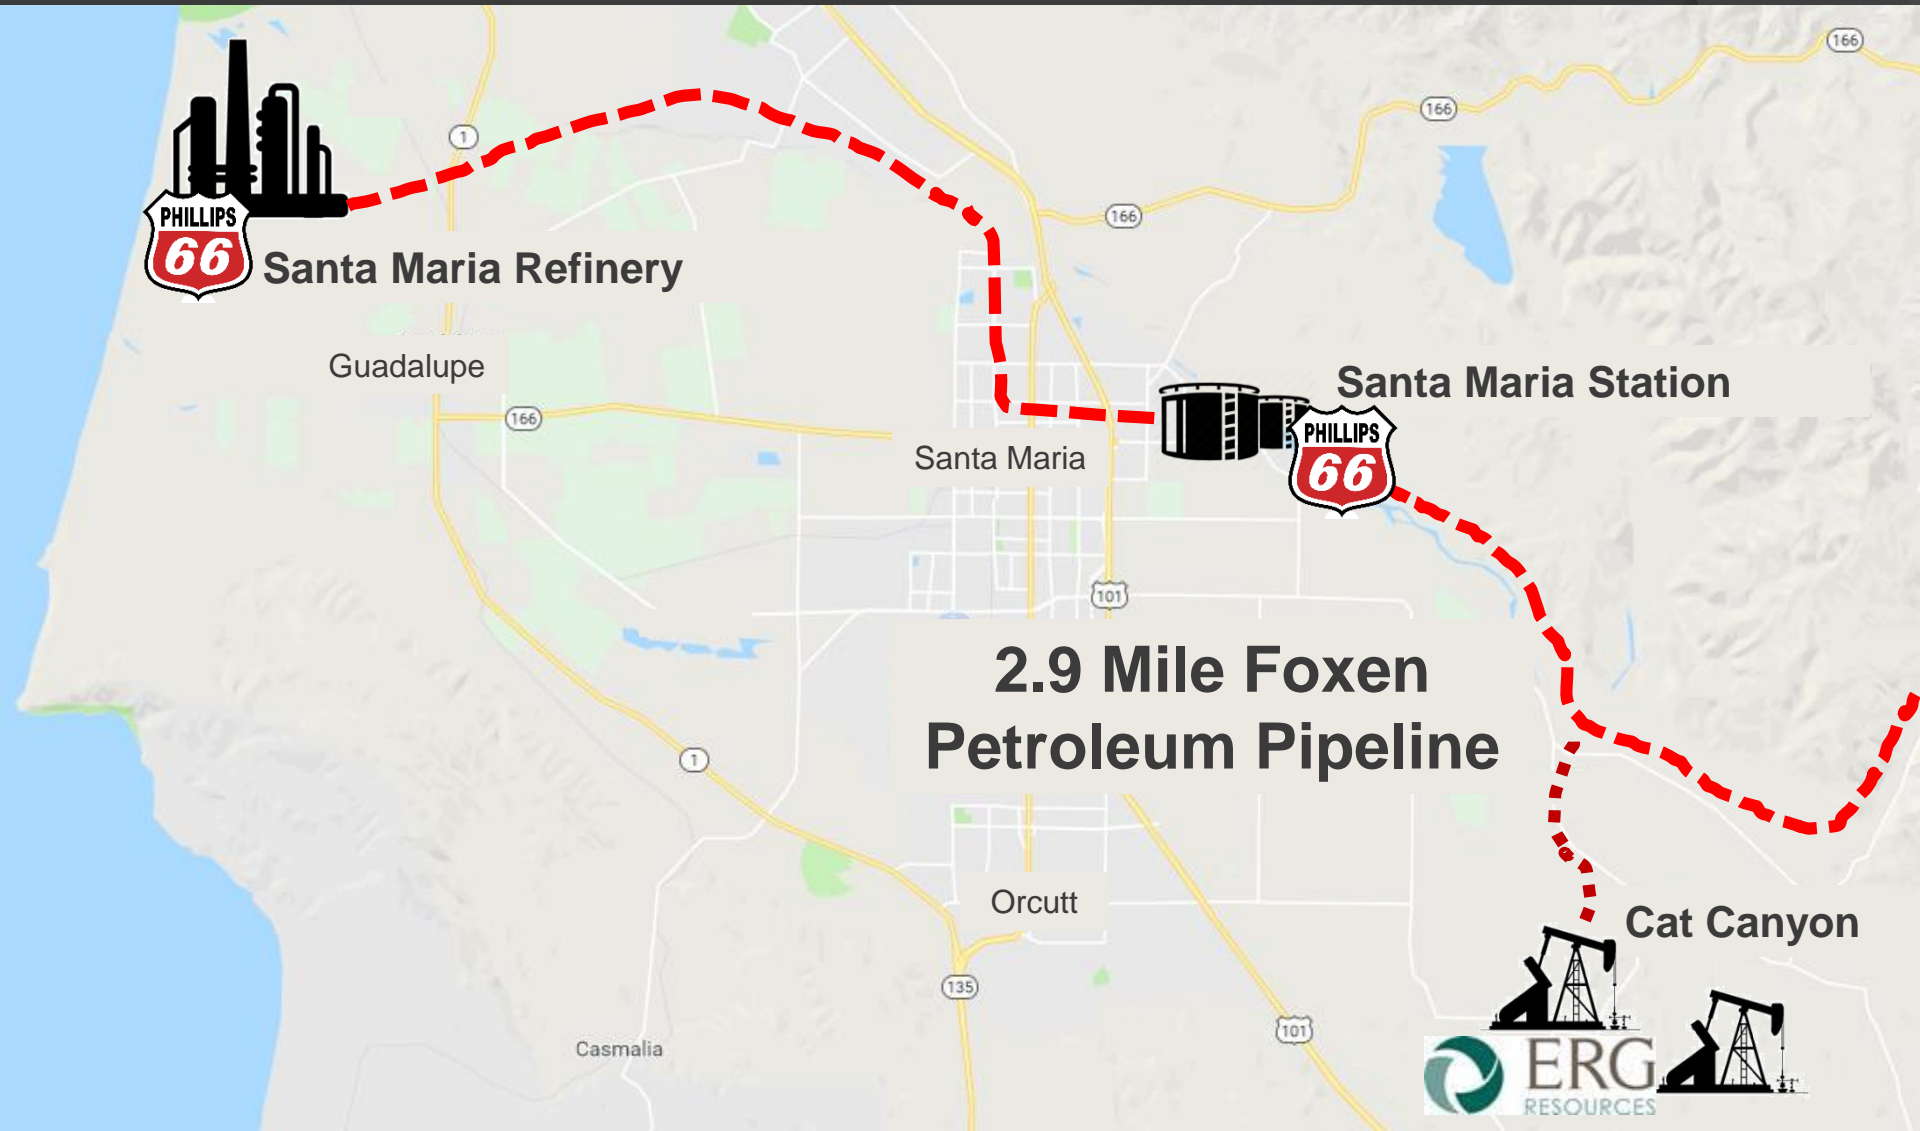 166
166
1
166
PHILLIPS
66
Santa Maria Refinery
Guadalupe
166
Santa Maria Station
PHILLIPS
66
Santa Maria
101
2.9 Mile Foxen
Petroleum Pipeline
1
Orcutt
Cat Canyon
135
101
Casmalia
ERG
RESOURCES